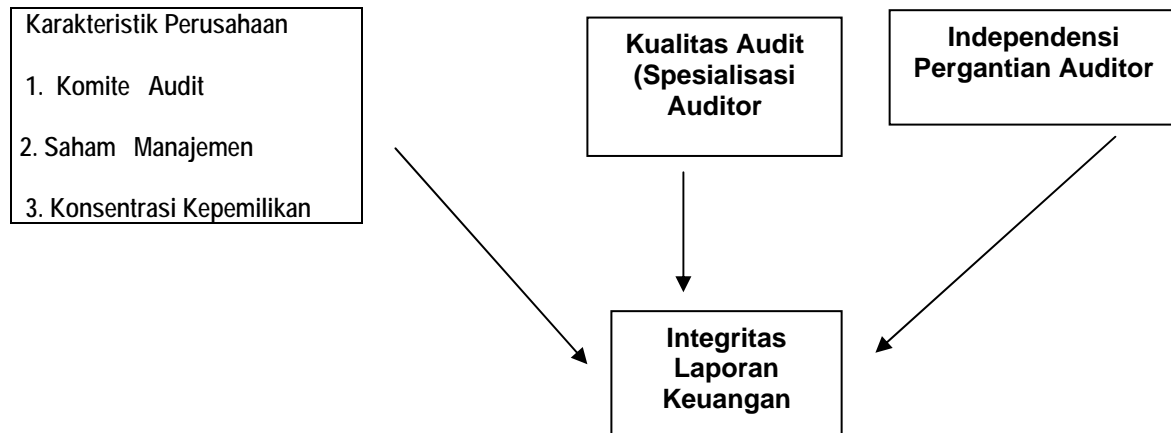 Karakteristik Perusahaan
1. Komite Audit
2. Saham Manajemen
3. Konsentrasi Kepemilikan
Kualitas Audit
(Spesialisasi
Auditor
Independensi
Pergantian Auditor
Integritas
Laporan
Keuangan